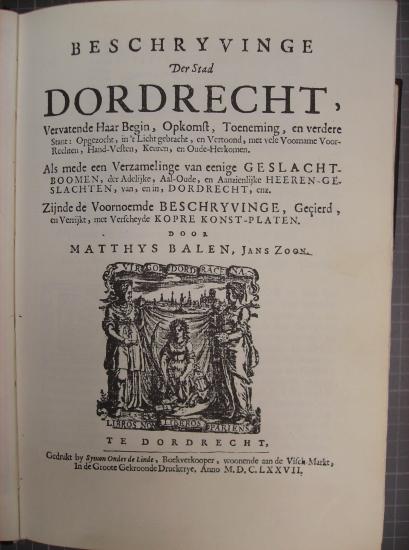 BESCHRYVINGE
Der Stad
DORDRECHT,
Vervatende Haar Begin, Opkomst, Toeneming, en verdere
Stant: Opgezocht, in 't Licht gebracht, en Vertoond, met vele Voorname Voor-
Rechten, Hand-Vesten, Keuren, en Oude-Herkomen.
Als mede een Verzamelinge van eenige GESLACHT-
BOOMEN, der Adelijke, Aal-Oude, en Aanzienlijke HEEREN-GE-
SLACHTEN, van, en in, DORDRECHT, enz.
Zijnde de Voornoemde BESCHRYVINGE, Geçierd,
en Verrijkt, met Verscheyde KOPRE KONST-PLATEN.
DOOR
MATTHYS BALEN, JANS ZOON.
VIRGO DORDRACENA
LIBROS NON LIBEROS PARIENS
TE DORDRECHT,
Gedrukt by Symon Onder de Linde, Boekverkooper, woonende aan de Visch-Markt,
In de Groote Gekroonde Druckerye, Anno M.D.C.LXXVII.